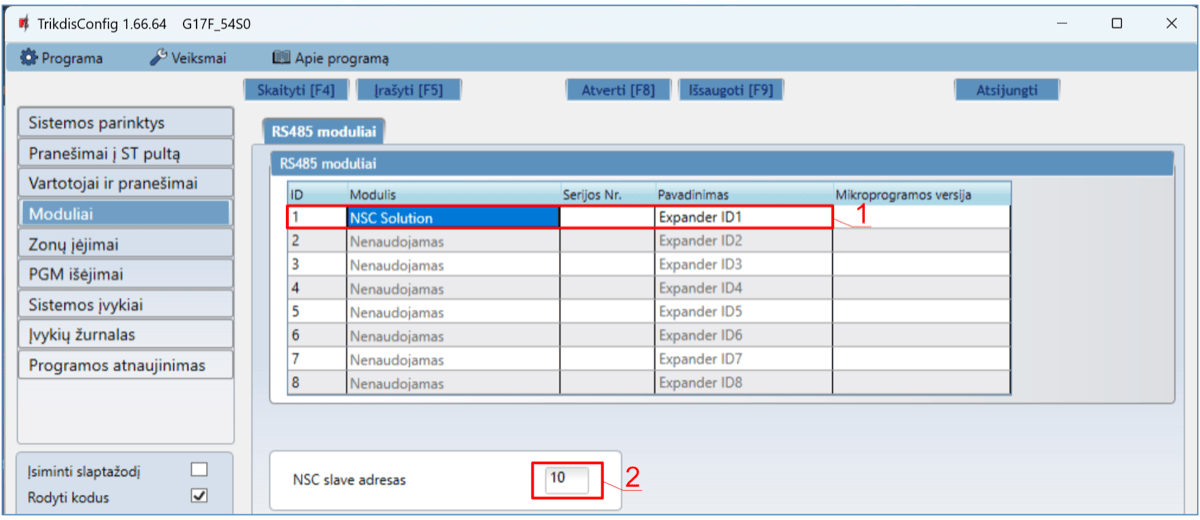 TrikdisConfig 1.66.64 G17F_54S0
Programa Veiksmai Apie programą
Skaityti [F4] Įrašyti [F5] Atverti [F8] Išsaugoti [F9] Atsijungti
Sistemos parinktys
Pranešimai į ST pultą
Vartotojai ir pranešimai
Moduliai
Zonų įėjimai
PGM išėjimai
Sistemos įvykiai
Įvykių žurnalas
Programos atnaujinimas
Įsiminti slaptažodį
Rodyti kodus
RS485 moduliai
RS485 moduliai
ID Modulis Serijos Nr. Pavadinimas Mikroprogramos versija
1 NSC Solution Expander ID1 1
2 Nenaudojamas Expander ID2
3 Nenaudojamas Expander ID3
4 Nenaudojamas Expander ID4
5 Nenaudojamas Expander ID5
6 Nenaudojamas Expander ID6
7 Nenaudojamas Expander ID7
8 Nenaudojamas Expander ID8
NSC slave adresas 10 2